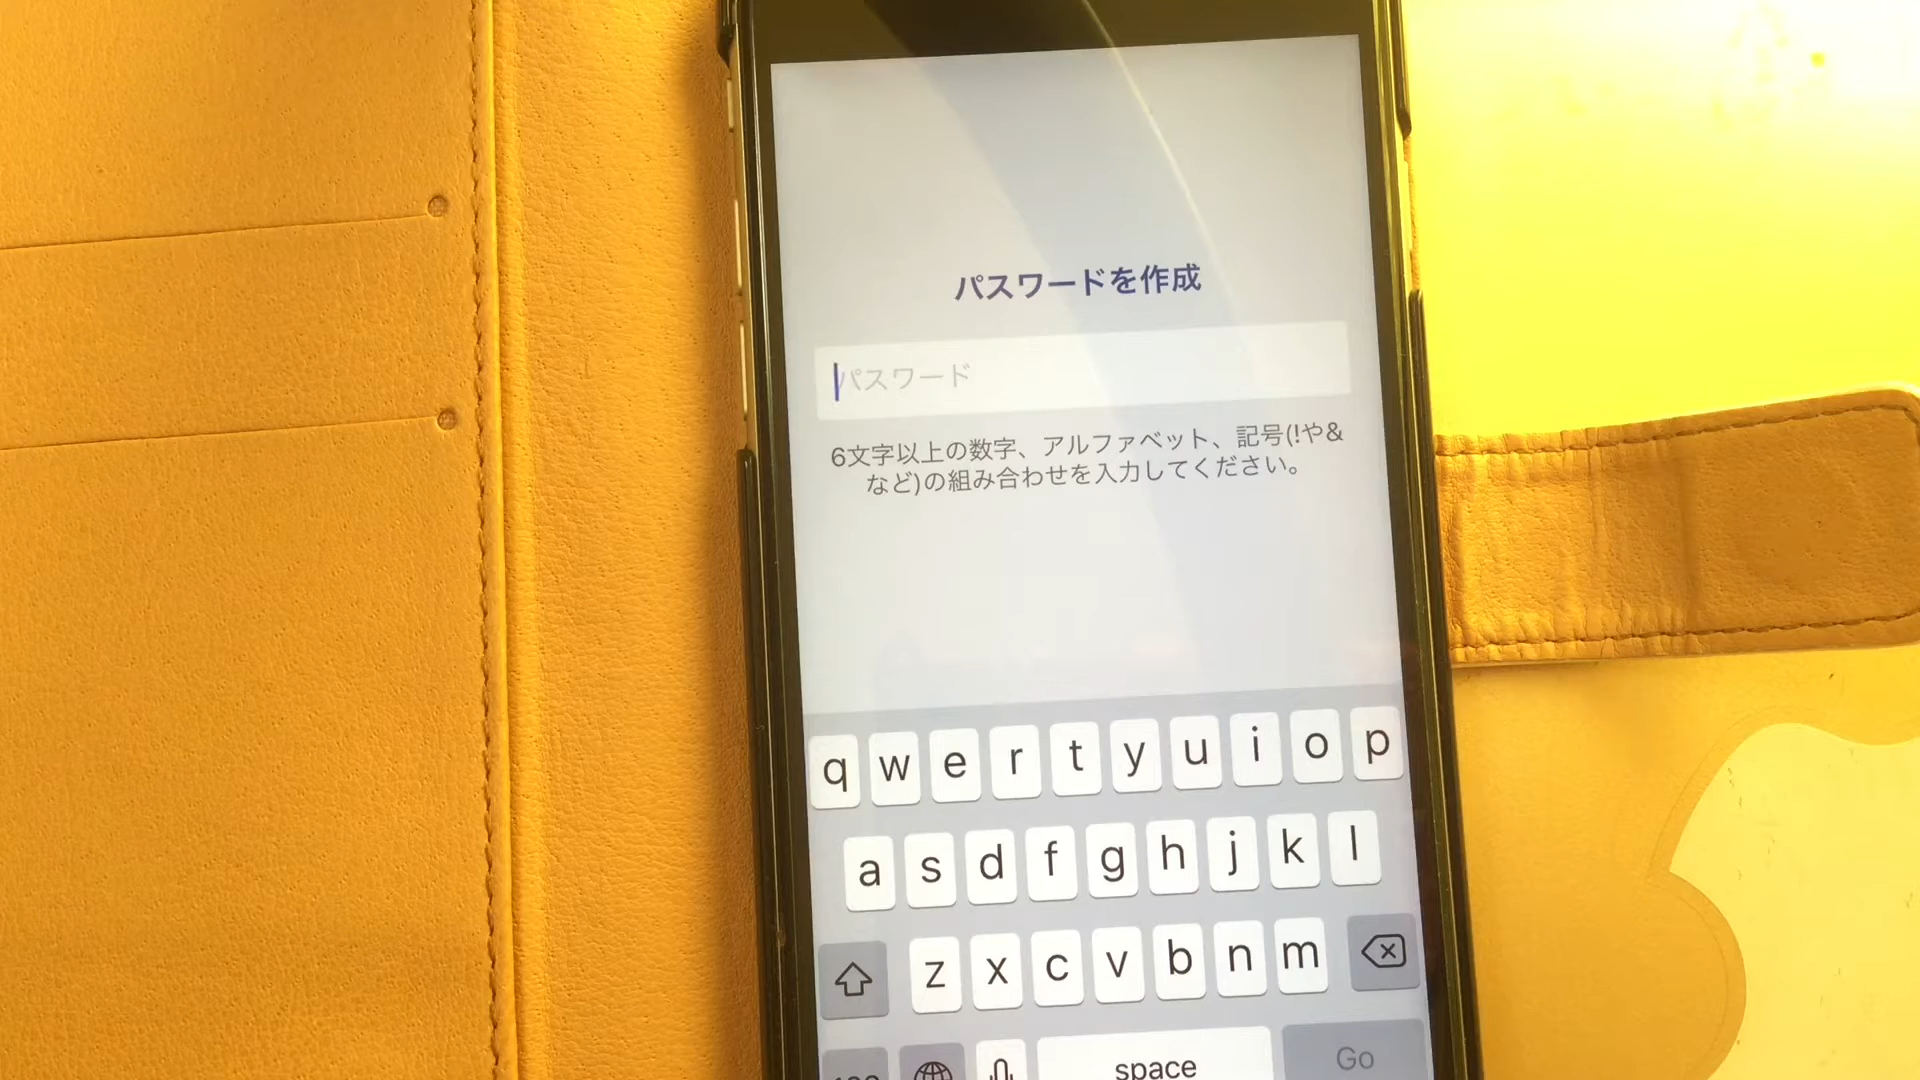 パスワードを作成
パスワード
6文字以上の数字、アルファベット、記号(!や&
など)の組み合わせを入力してください。
q w e r t y u i o p
a s d f g h j k l
z x c v b n m
space Go